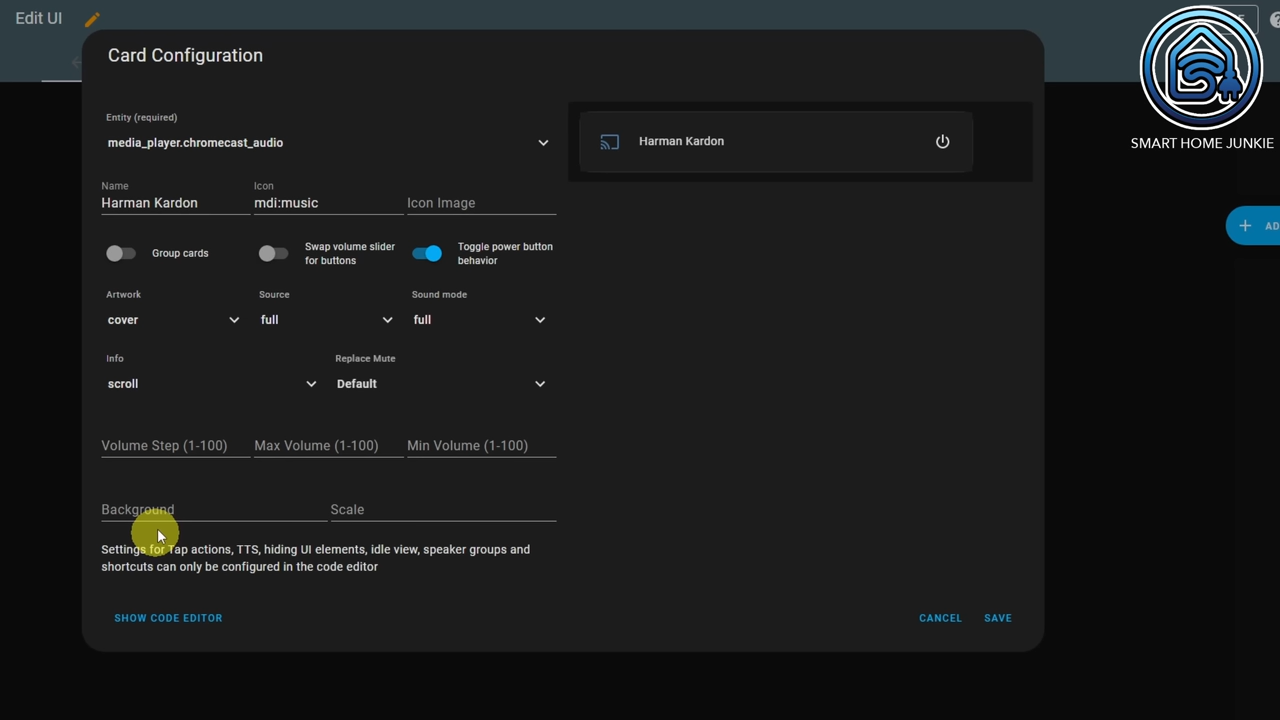 Edit UI
SMART HOME JUNKIE
Card Configuration
Entity (required)
media_player.chromecast_audio
Harman Kardon
Name
Icon
Harman Kardon
mdi:music
Icon Image
Group cards
Swap volume slider
for buttons
Toggle power button
behavior
Artwork
Source
Sound mode
cover
full
full
Info
Replace Mute
scroll
Default
Volume Step (1-100)
Max Volume (1-100)
Min Volume (1-100)
Background
Scale
Settings for Tap actions, TTS, hiding UI elements, idle view, speaker groups and
shortcuts can only be configured in the code editor
SHOW CODE EDITOR
CANCEL
SAVE